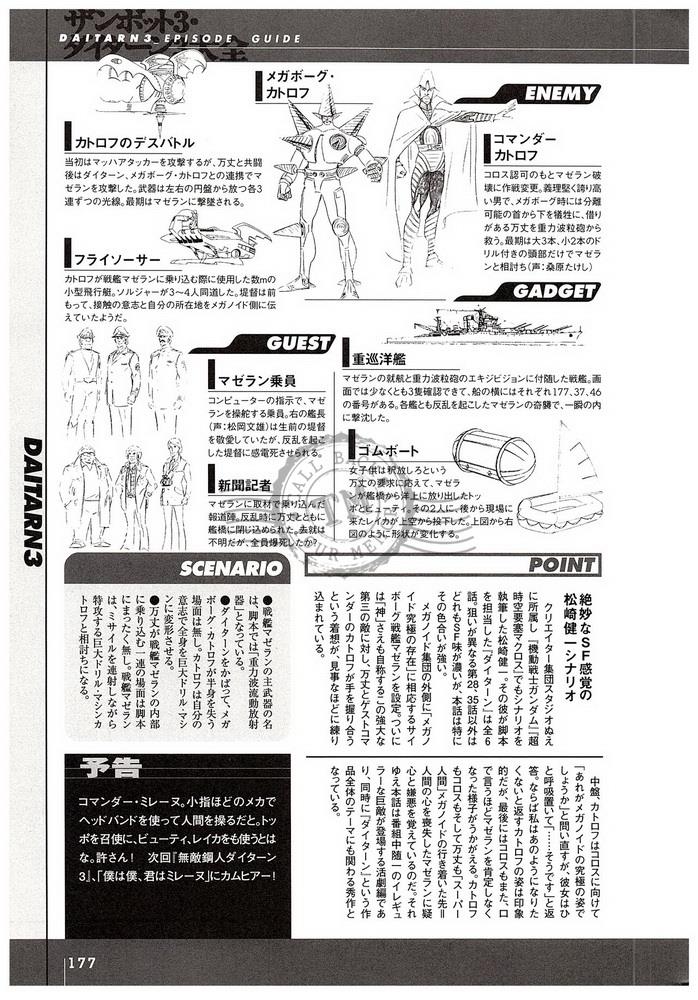 ザンボット3・
ダイターン3大全
DAITARN3 EPISODE GUIDE
ENEMY
カトロフのデスバトル
当初はマッハアタッカーを攻撃するが、万丈と共闘
後はダイターン、メガボーグ・カトロフとの連携でマ
ゼランを攻撃した。武器は左右の円盤から放つ各3
連ずつの光線。最期はマゼランに撃墜される。
メガボーグ・
カトロフ
コマンダー
カトロフ
コロス認可のもとマゼラン破
壊に作戦変更。義理堅く誇り高
い男で、メガボーグ時には分離
可能の首から下を犠牲に、借り
がある万丈を重力波粒砲から
救う。最期は大3本、小2本のド
リル付きの頭部だけでマゼラ
ンと相討ち（声：桑原たけし）
フライソーサー
カトロフが戦艦マゼランに乗り込む際に使用した数mの
小型飛行艇。ソルジャーが3〜4人同道した。堤督は前
もって、接触の意志と自分の所在地をメガノイド側に伝
えていたようだ。
GADGET
重巡洋艦
マゼランの就航と重力波粒砲のエキジビションに付随した戦艦。画
面では少なくとも3隻確認できて、船の横にはそれぞれ177、37、46
の番号がある。各艦とも反乱を起こしたマゼランの奇襲で、一瞬の内
に撃沈した。
ゴムボート
女子供は釈放しろという
万丈の要求に応えて、マゼラ
ンが艦橋から洋上に放り出したトッ
ポとビューティ。その2人に、後から現場に
来たレイカが上空から投下した。上図から右
図のように形状が変化する。
GUEST
マゼラン乗員
コンピューターの指示で、マゼ
ランを操舵する乗員。右の艦長
（声：松岡文雄）は生前の堤督
を敬愛していたが、反乱を起こ
した堤督に感電死させられる。
新聞記者
マゼランに取材で乗り込んだ
報道陣。反乱時に万丈とともに
艦橋に閉じ込められた。去就は
不明だが、全員爆死したか?
POINT
絶妙なSF感覚の
松崎健一シナリオ
クリエイター集団スタジオぬえ
に所属し『機動戦士ガンダム』『超
時空要塞マクロス』でもシナリオを
執筆した松崎健一。その彼が脚本
を担当した『ダイターン』は全6
話。狙いが異なる第28、35話以外は
どれもSF味が濃いが、本話は特に
その色合いが強い。
メガノイド集団の外側に「メガノ
イド究極の存在」に相応するサイ
ボーグ戦艦マゼランを設定。ついに
は「神」さえも自称するこの強大な
第三の敵に対し、万丈とゲストコマ
ンダーのカトロフが手を握り合う
という着想が、見事なほどに練り
込まれている。
中盤、カトロフはコロスに向けて
「あれがメガノイドの究極の姿で
しょうか」と問い直すが、彼女はひ
と呼吸置いて「……そうです」と返
答。ならば私はあのようになりた
くないと返すカトロフの姿は印象
的だが、最後にはコロスもまた、口
で言うほどマゼランを肯定しなく
なった様子がうかがえる。カトロフ
もコロスもそして万丈も「スーパー
人間」メガノイドの行き着いた先＝
人間の心を喪失したマゼランに疑
心と嫌悪を覚えているのだ。それ
ゆえ本話は番組中随一のイレギュ
ラーな巨敵が登場する活劇編であ
り、同時に『ダイターン』という作
品全体のテーマにも関わる秀作と
なっている。
SCENARIO
●戦艦マゼランの主武器の名
は、脚本では「重力波流動放射
器」となっている。
●ダイターンをかばって、メガ
ボーグ・カトロフが半身を失う
場面は無し。カトロフは自分の
意志で全身を巨大ドリル・マシ
ンに変形させる。
●万丈が戦艦マゼランの内部
に乗り込む一連の場面は脚本
にまったく無し。戦艦マゼラン
は、ミサイルを連射しながら
特攻する巨大ドリル・マシンカ
トロフと相討ちになる。
予告
コマンダー・ミレーヌ。小指ほどのメカで
ヘッドバンドを使って人間を操るだと。トッ
ポを召使に、ビューティ、レイカをも使うとは
な。許さん！　次回『無敵鋼人ダイターン
3』、「僕は僕、君はミレーヌ」にカムヒアー！
DAITARN3
177